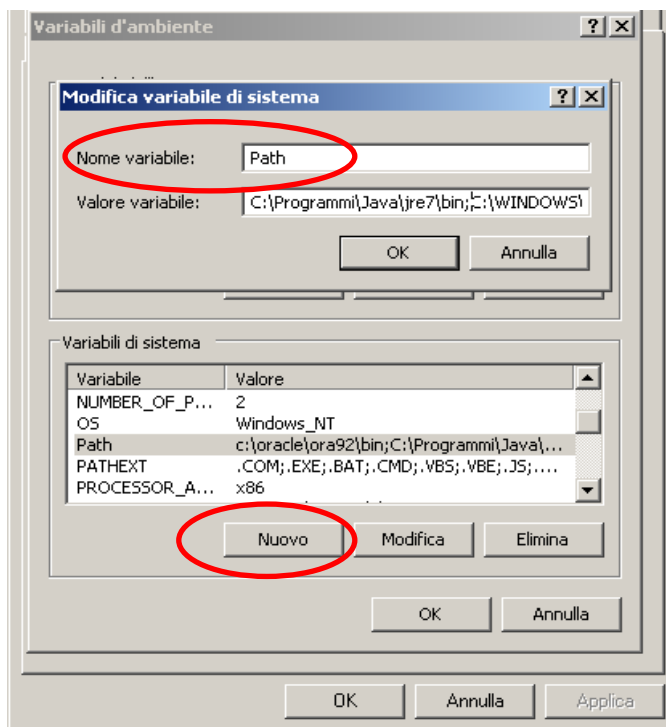 Variabili d'ambiente
Modifica variabile di sistema
Nome variabile: Path
Valore variabile: C:\Programmi\Java\jre7\bin;C:\WINDOWS\
OK Annulla
Variabili di sistema
Variabile Valore
NUMBER_OF_P... 2
OS Windows_NT
Path c:\oracle\ora92\bin;C:\Programmi\Java\...
PATHEXT .COM;.EXE;.BAT;.CMD;.VBS;.VBE;.JS;....
PROCESSOR_A... x86
Nuovo Modifica Elimina
OK Annulla
OK Annulla Applica